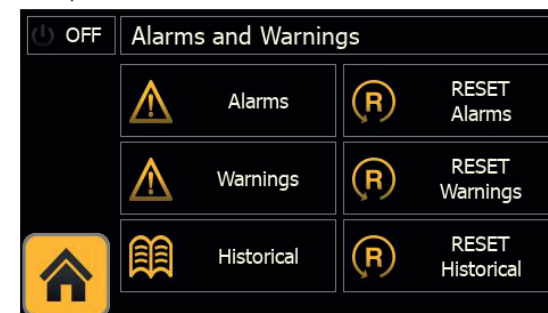 OFF
Alarms and Warnings
Alarms
R
RESET
Alarms
Warnings
R
RESET
Warnings
Historical
R
RESET
Historical